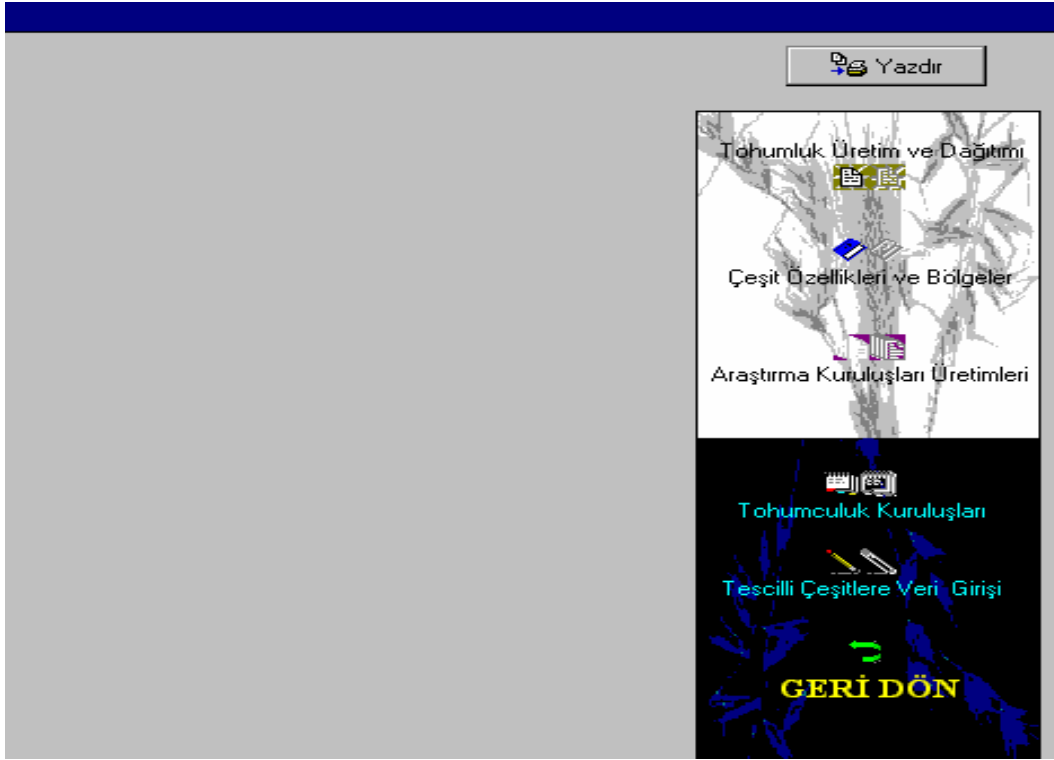 Yazdır
Tohumluk Üretim ve Dağıtımı
Çeşit Özellikleri ve Bölgeler
Araştırma Kuruluşları Üretimleri
Tohumculuk Kuruluşları
Tescilli Çeşitlere Veri Girişi
GERİ DÖN